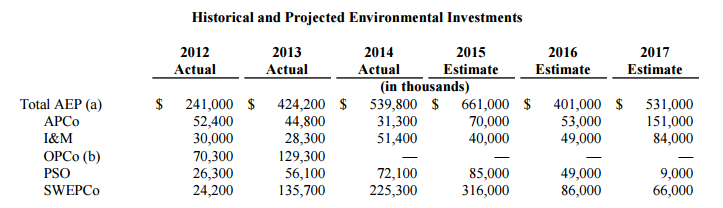 Historical and Projected Environmental Investments
2012 2013 2014 2015 2016 2017
Actual Actual Actual Estimate Estimate Estimate
(in thousands)
Total AEP (a) $ 241,000 $ 424,200 $ 539,800 $ 661,000 $ 401,000 $ 531,000
APCo 52,400 44,800 31,300 70,000 53,000 151,000
I&M 30,000 28,300 51,400 40,000 49,000 84,000
OPCo (b) 70,300 129,300 — — — —
PSO 26,300 56,100 72,100 85,000 49,000 9,000
SWEPCo 24,200 135,700 225,300 316,000 86,000 66,000